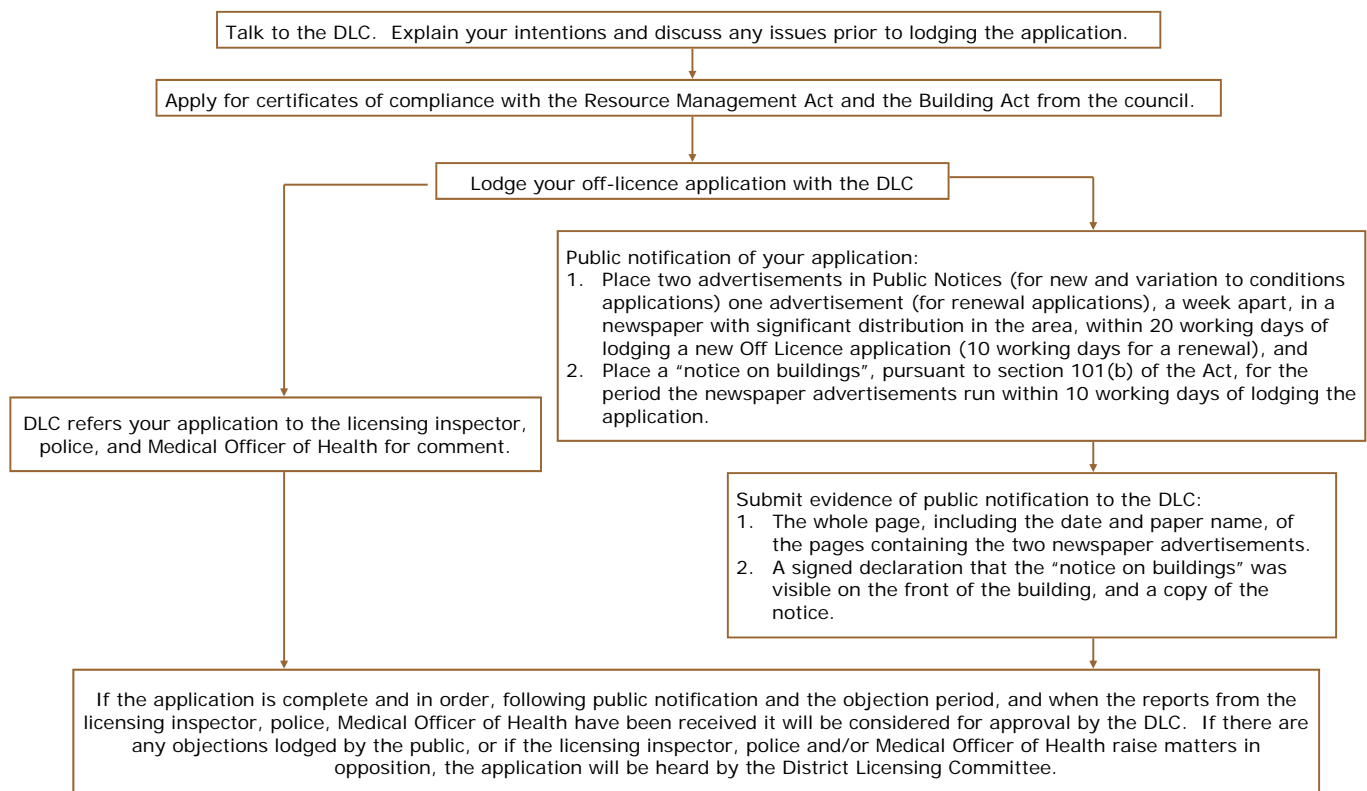 Talk to the DLC. Explain your intentions and discuss any issues prior to lodging the application.
Apply for certificates of compliance with the Resource Management Act and the Building Act from the council.
Lodge your off-licence application with the DLC
Public notification of your application:
1. Place two advertisements in Public Notices (for new and variation to conditions
applications) one advertisement (for renewal applications), a week apart, in a
newspaper with significant distribution in the area, within 20 working days of
lodging a new Off Licence application (10 working days for a renewal), and
2. Place a "notice on buildings", pursuant to section 101(b) of the Act, for the
period the newspaper advertisements run within 10 working days of lodging the
application.
DLC refers your application to the licensing inspector,
police, and Medical Officer of Health for comment.
Submit evidence of public notification to the DLC:
1. The whole page, including the date and paper name, of
the pages containing the two newspaper advertisements.
2. A signed declaration that the "notice on buildings" was
visible on the front of the building, and a copy of the
notice.
If the application is complete and in order, following public notification and the objection period, and when the reports from the
licensing inspector, police, Medical Officer of Health have been received it will be considered for approval by the DLC. If there are
any objections lodged by the public, or if the licensing inspector, police and/or Medical Officer of Health raise matters in
opposition, the application will be heard by the District Licensing Committee.